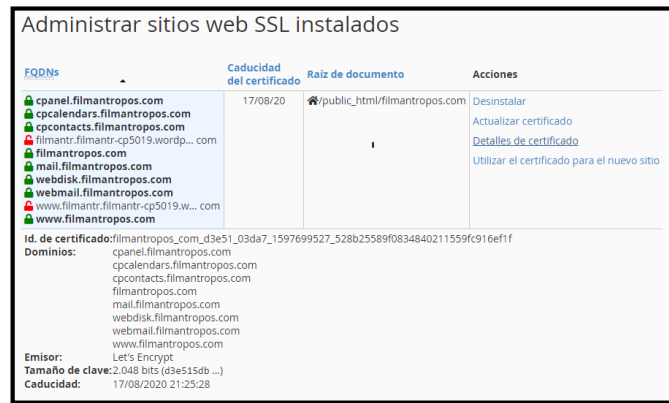 Administrar sitios web SSL instalados
FQDNs Caducidad del certificado Raíz de documento Acciones
cpanel.filmantropos.com 17/08/20 /public_html/filmantropos.com Desinstalar
cpcalendars.filmantropos.com Actualizar certificado
cpcontacts.filmantropos.com
filmantr.filmantr-cp5019.wordp... com Detalles de certificado
filmantropos.com
mail.filmantropos.com Utilizar el certificado para el nuevo sitio
webdisk.filmantropos.com
webmail.filmantropos.com
www.filmantr.filmantr-cp5019.w... com
www.filmantropos.com
Id. de certificado:filmantropos_com_d3e51_03da7_1597699527_528b25589f0834840211559fc916ef1f
Dominios: cpanel.filmantropos.com
cpcalendars.filmantropos.com
cpcontacts.filmantropos.com
filmantropos.com
mail.filmantropos.com
webdisk.filmantropos.com
webmail.filmantropos.com
www.filmantropos.com
Emisor: Let's Encrypt
Tamaño de clave:2.048 bits (d3e515db ...)
Caducidad: 17/08/2020 21:25:28